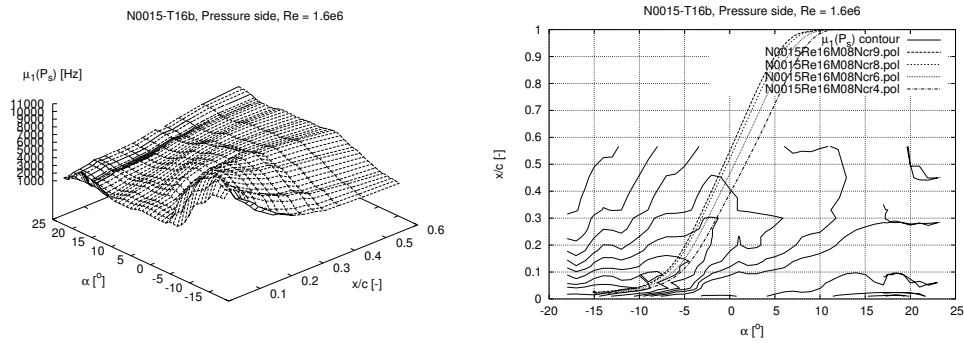 N0015-T16b, Pressure side, Re = 1.6e6
μ₁(Pₛ) [Hz]
11000
10000
9000
8000
7000
6000
5000
4000
3000
2000
1000
25
20
15
10
5
0
-5
-10
-15
α [°]
0.1
0.2
0.3
0.4
0.5
0.6
x/c [-]
N0015-T16b, Pressure side, Re = 1.6e6
μ₁(Pₛ) contour
N0015Re16M08Ncr9.pol
N0015Re16M08Ncr8.pol
N0015Re16M08Ncr6.pol
N0015Re16M08Ncr4.pol
1
0.9
0.8
0.7
0.6
0.5
0.4
0.3
0.2
0.1
0
x/c [-]
-20 -15 -10 -5 0 5 10 15 20 25
α [°]